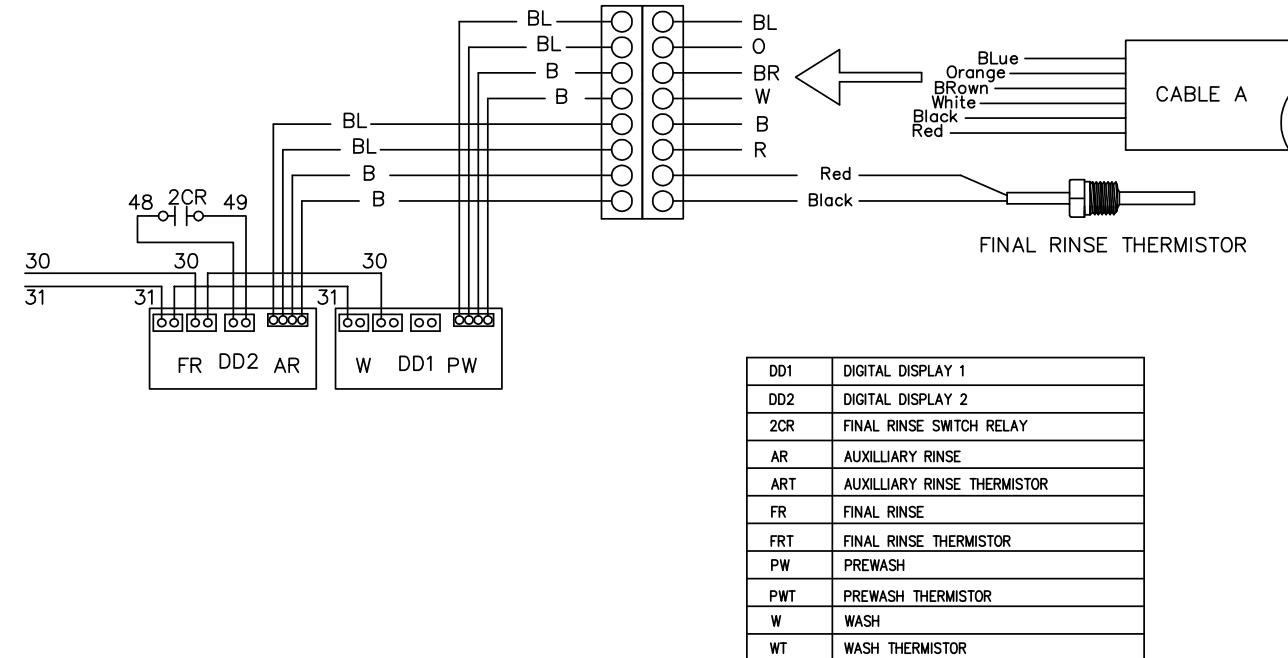 BL BL
BL O
B BR
B W
BL B
BL R
B Red
B Black
BLue
Orange
BRown
White
Black
Red
CABLE A
FINAL RINSE THERMISTOR
48 2CR 49
30 30 30
31 31 31
FR DD2 AR
W DD1 PW
DD1 DIGITAL DISPLAY 1
DD2 DIGITAL DISPLAY 2
2CR FINAL RINSE SWITCH RELAY
AR AUXILLIARY RINSE
ART AUXILLIARY RINSE THERMISTOR
FR FINAL RINSE
FRT FINAL RINSE THERMISTOR
PW PREWASH
PWT PREWASH THERMISTOR
W WASH
WT WASH THERMISTOR